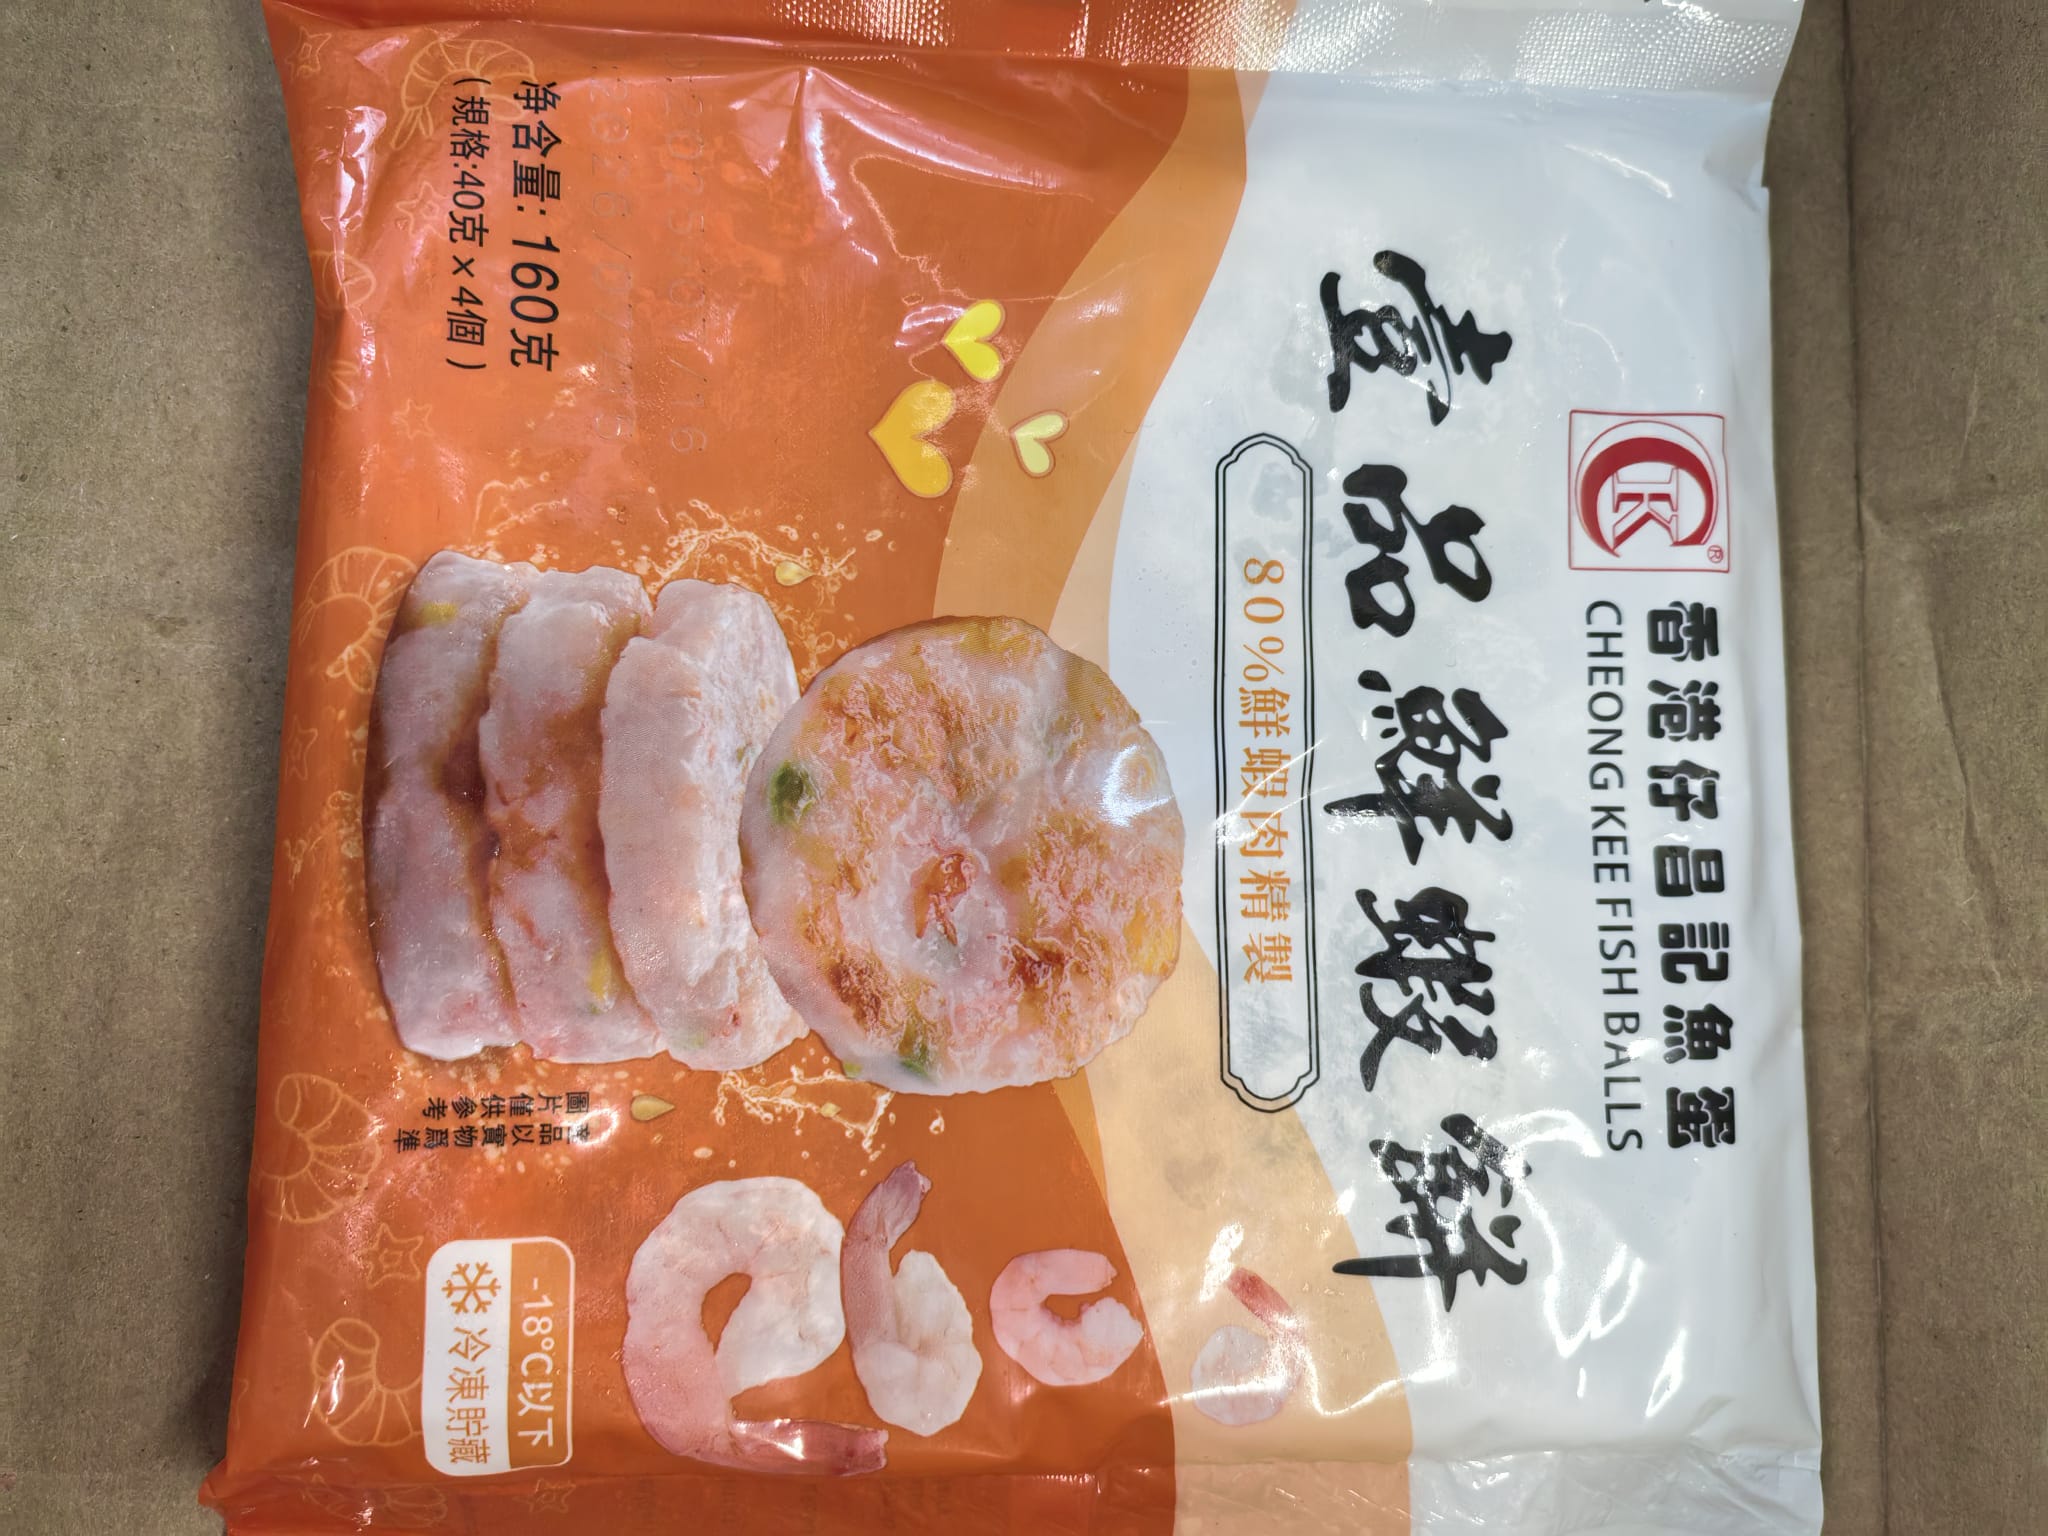 CK®
香港仔昌記魚蛋
CHEONG KEE FISH BALLS
壹品鮮蝦餅
80%鮮蝦肉精製
净含量: 160克
(規格:40克×4個)
圖片僅供參考
產品以實物爲準
-18℃以下
冷凍貯藏